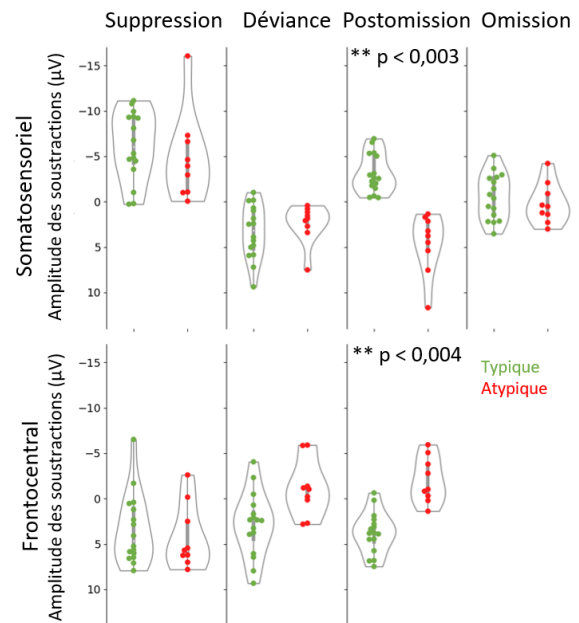 Suppression Déviance Postomission Omission
Somatosensoriel
Amplitude des soustractions (µV)
** p < 0,003
−15
−10
−5
0
5
10
Frontocentral
Amplitude des soustractions (µV)
** p < 0,004
−15
−10
−5
0
5
10
Typique
Atypique